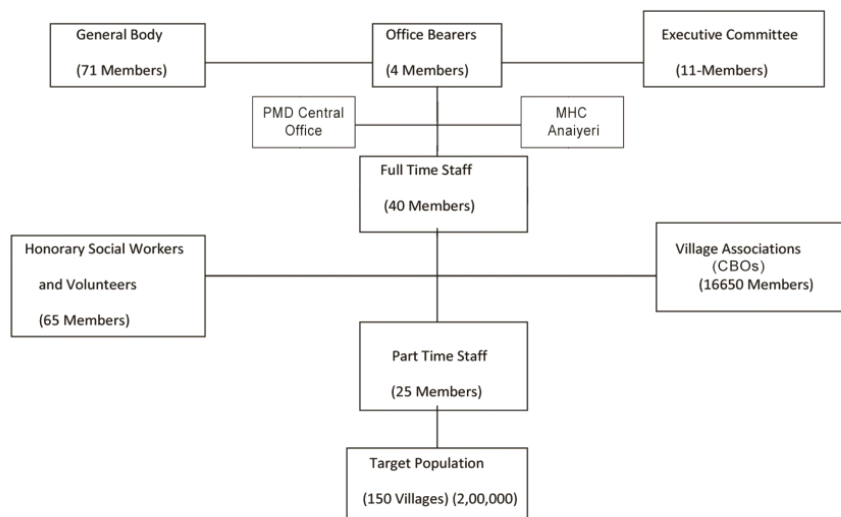 General Body
(71 Members)
Office Bearers
(4 Members)
Executive Committee
(11-Members)
PMD Central
Office
MHC
Anaiyeri
Full Time Staff
(40 Members)
Honorary Social Workers
and Volunteers
(65 Members)
Village Associations
(CBOs)
(16650 Members)
Part Time Staff
(25 Members)
Target Population
(150 Villages) (2,00,000)